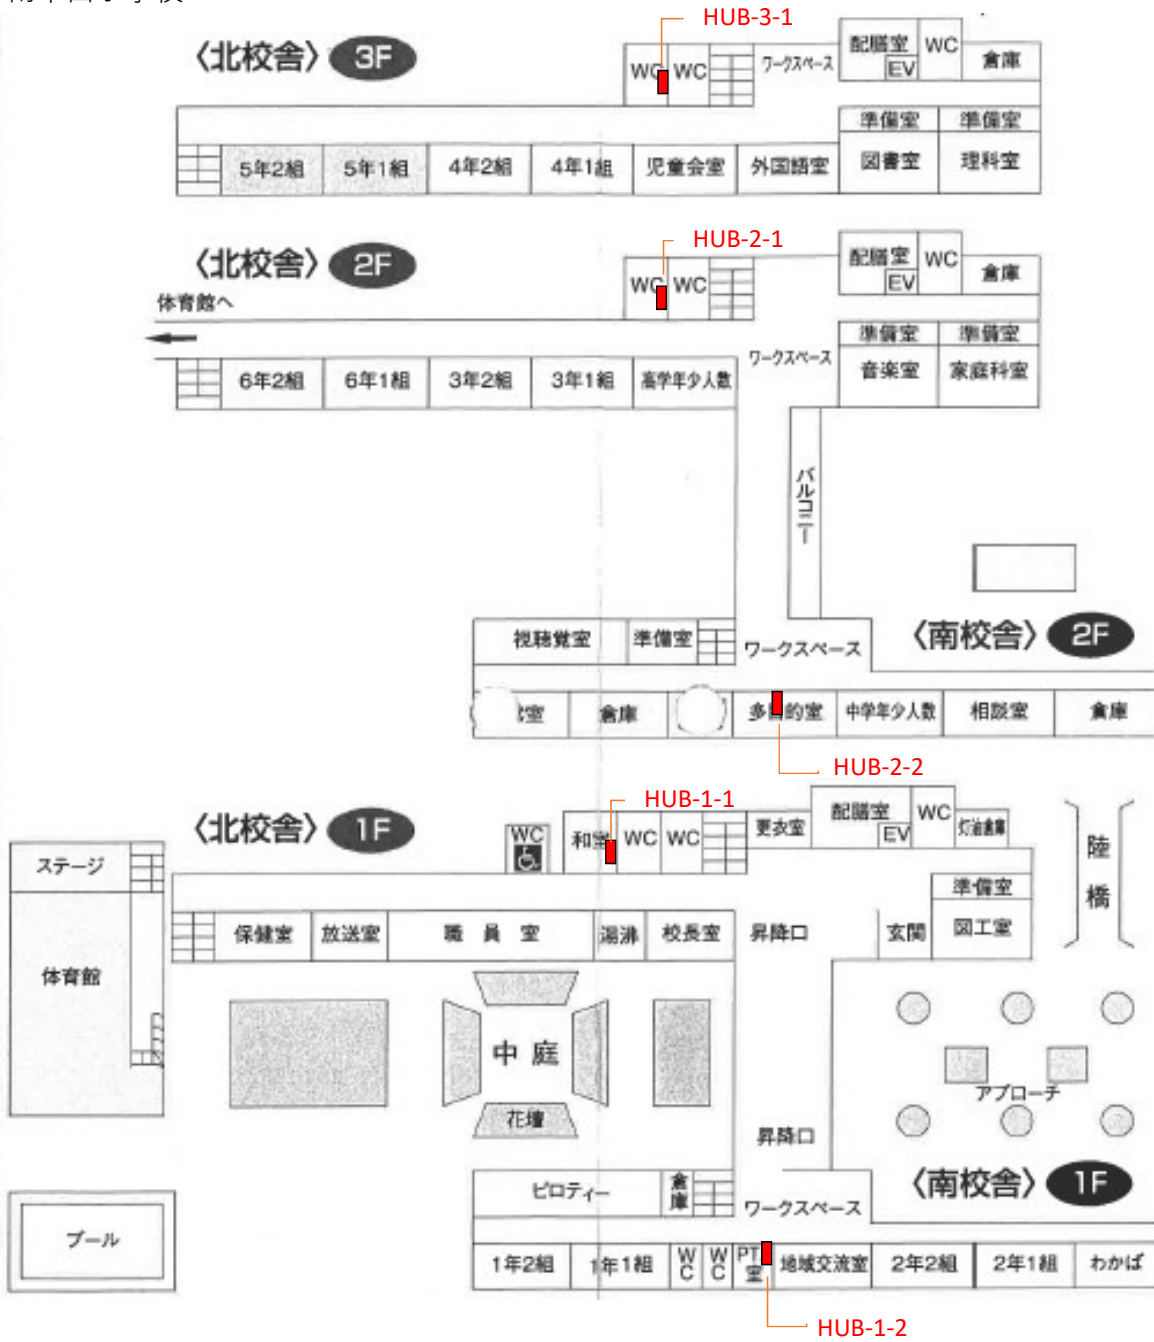 HUB-3-1
〈北校舎〉 3F
WC WC ワークスペース 配膳室 EV WC 倉庫
準備室 準備室
5年2組 5年1組 4年2組 4年1組 児童会室 外国語室 図書室 理科室
HUB-2-1
〈北校舎〉 2F
WC WC 配膳室 EV WC 倉庫
体育館へ
ワークスペース 準備室 準備室
6年2組 6年1組 3年2組 3年1組 高学年少人数 音楽室 家庭科室
バルコニー
〈南校舎〉 2F
視聴覚室 準備室 ワークスペース
室 倉庫 多目的室 中学年少人数 相談室 倉庫
HUB-2-2
HUB-1-1
〈北校舎〉 1F
WC 和室 WC WC 更衣室 配膳室 EV WC 灯油倉庫
陸橋
ステージ
準備室
保健室 放送室 職員室 湯沸 校長室 昇降口 玄関 図工室
体育館
中庭
アプローチ
花壇
昇降口
〈南校舎〉 1F
ピロティー 倉庫 ワークスペース
プール
1年2組 1年1組 WC WC PT室 地域交流室 2年2組 2年1組 わかば
HUB-1-2